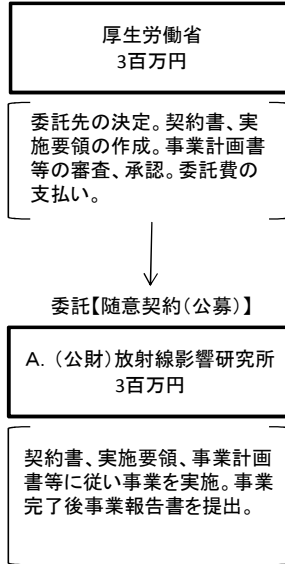 厚生労働省
3百万円
委託先の決定。契約書、実
施要領の作成。事業計画書
等の審査、承認。委託費の
支払い。
委託【随意契約(公募)】
A. (公財)放射線影響研究所
3百万円
契約書、実施要領、事業計画
書等に従い事業を実施。事業
完了後事業報告書を提出。